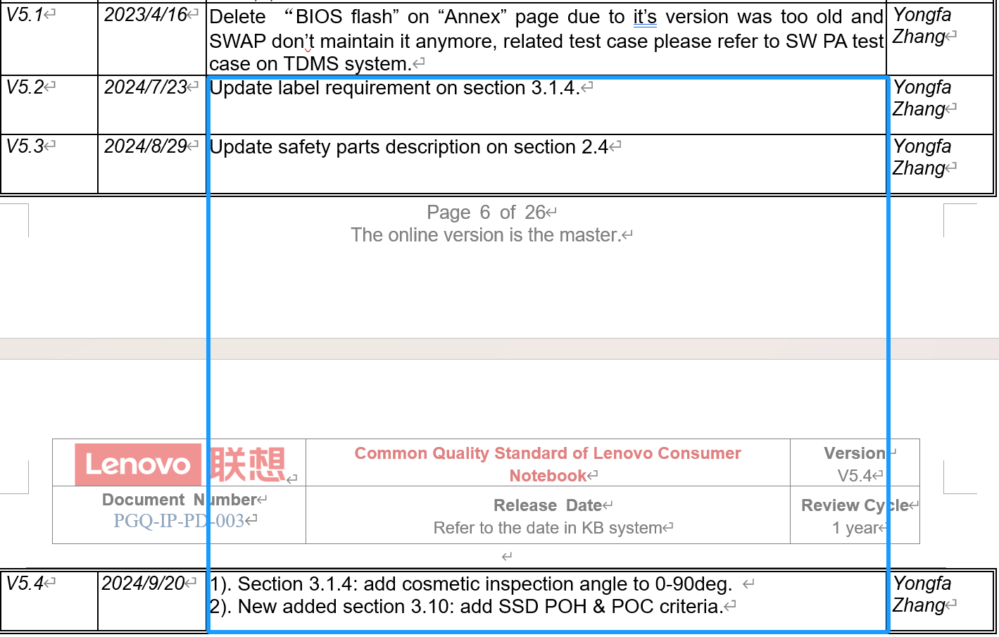 V5.1 2023/4/16 Delete “BIOS flash” on “Annex” page due to it’s version was too old and Yongfa
SWAP don’t maintain it anymore, related test case please refer to SW PA test Zhang
case on TDMS system.
V5.2 2024/7/23 Update label requirement on section 3.1.4. Yongfa
Zhang
V5.3 2024/8/29 Update safety parts description on section 2.4 Yongfa
Zhang
Page 6 of 26
The online version is the master.
Lenovo 联想 Common Quality Standard of Lenovo Consumer Version
Notebook V5.4
Document Number Release Date Review Cycle
PGQ-IP-PD-003 Refer to the date in KB system 1 year
V5.4 2024/9/20 1). Section 3.1.4: add cosmetic inspection angle to 0-90deg. Yongfa
2). New added section 3.10: add SSD POH & POC criteria. Zhang